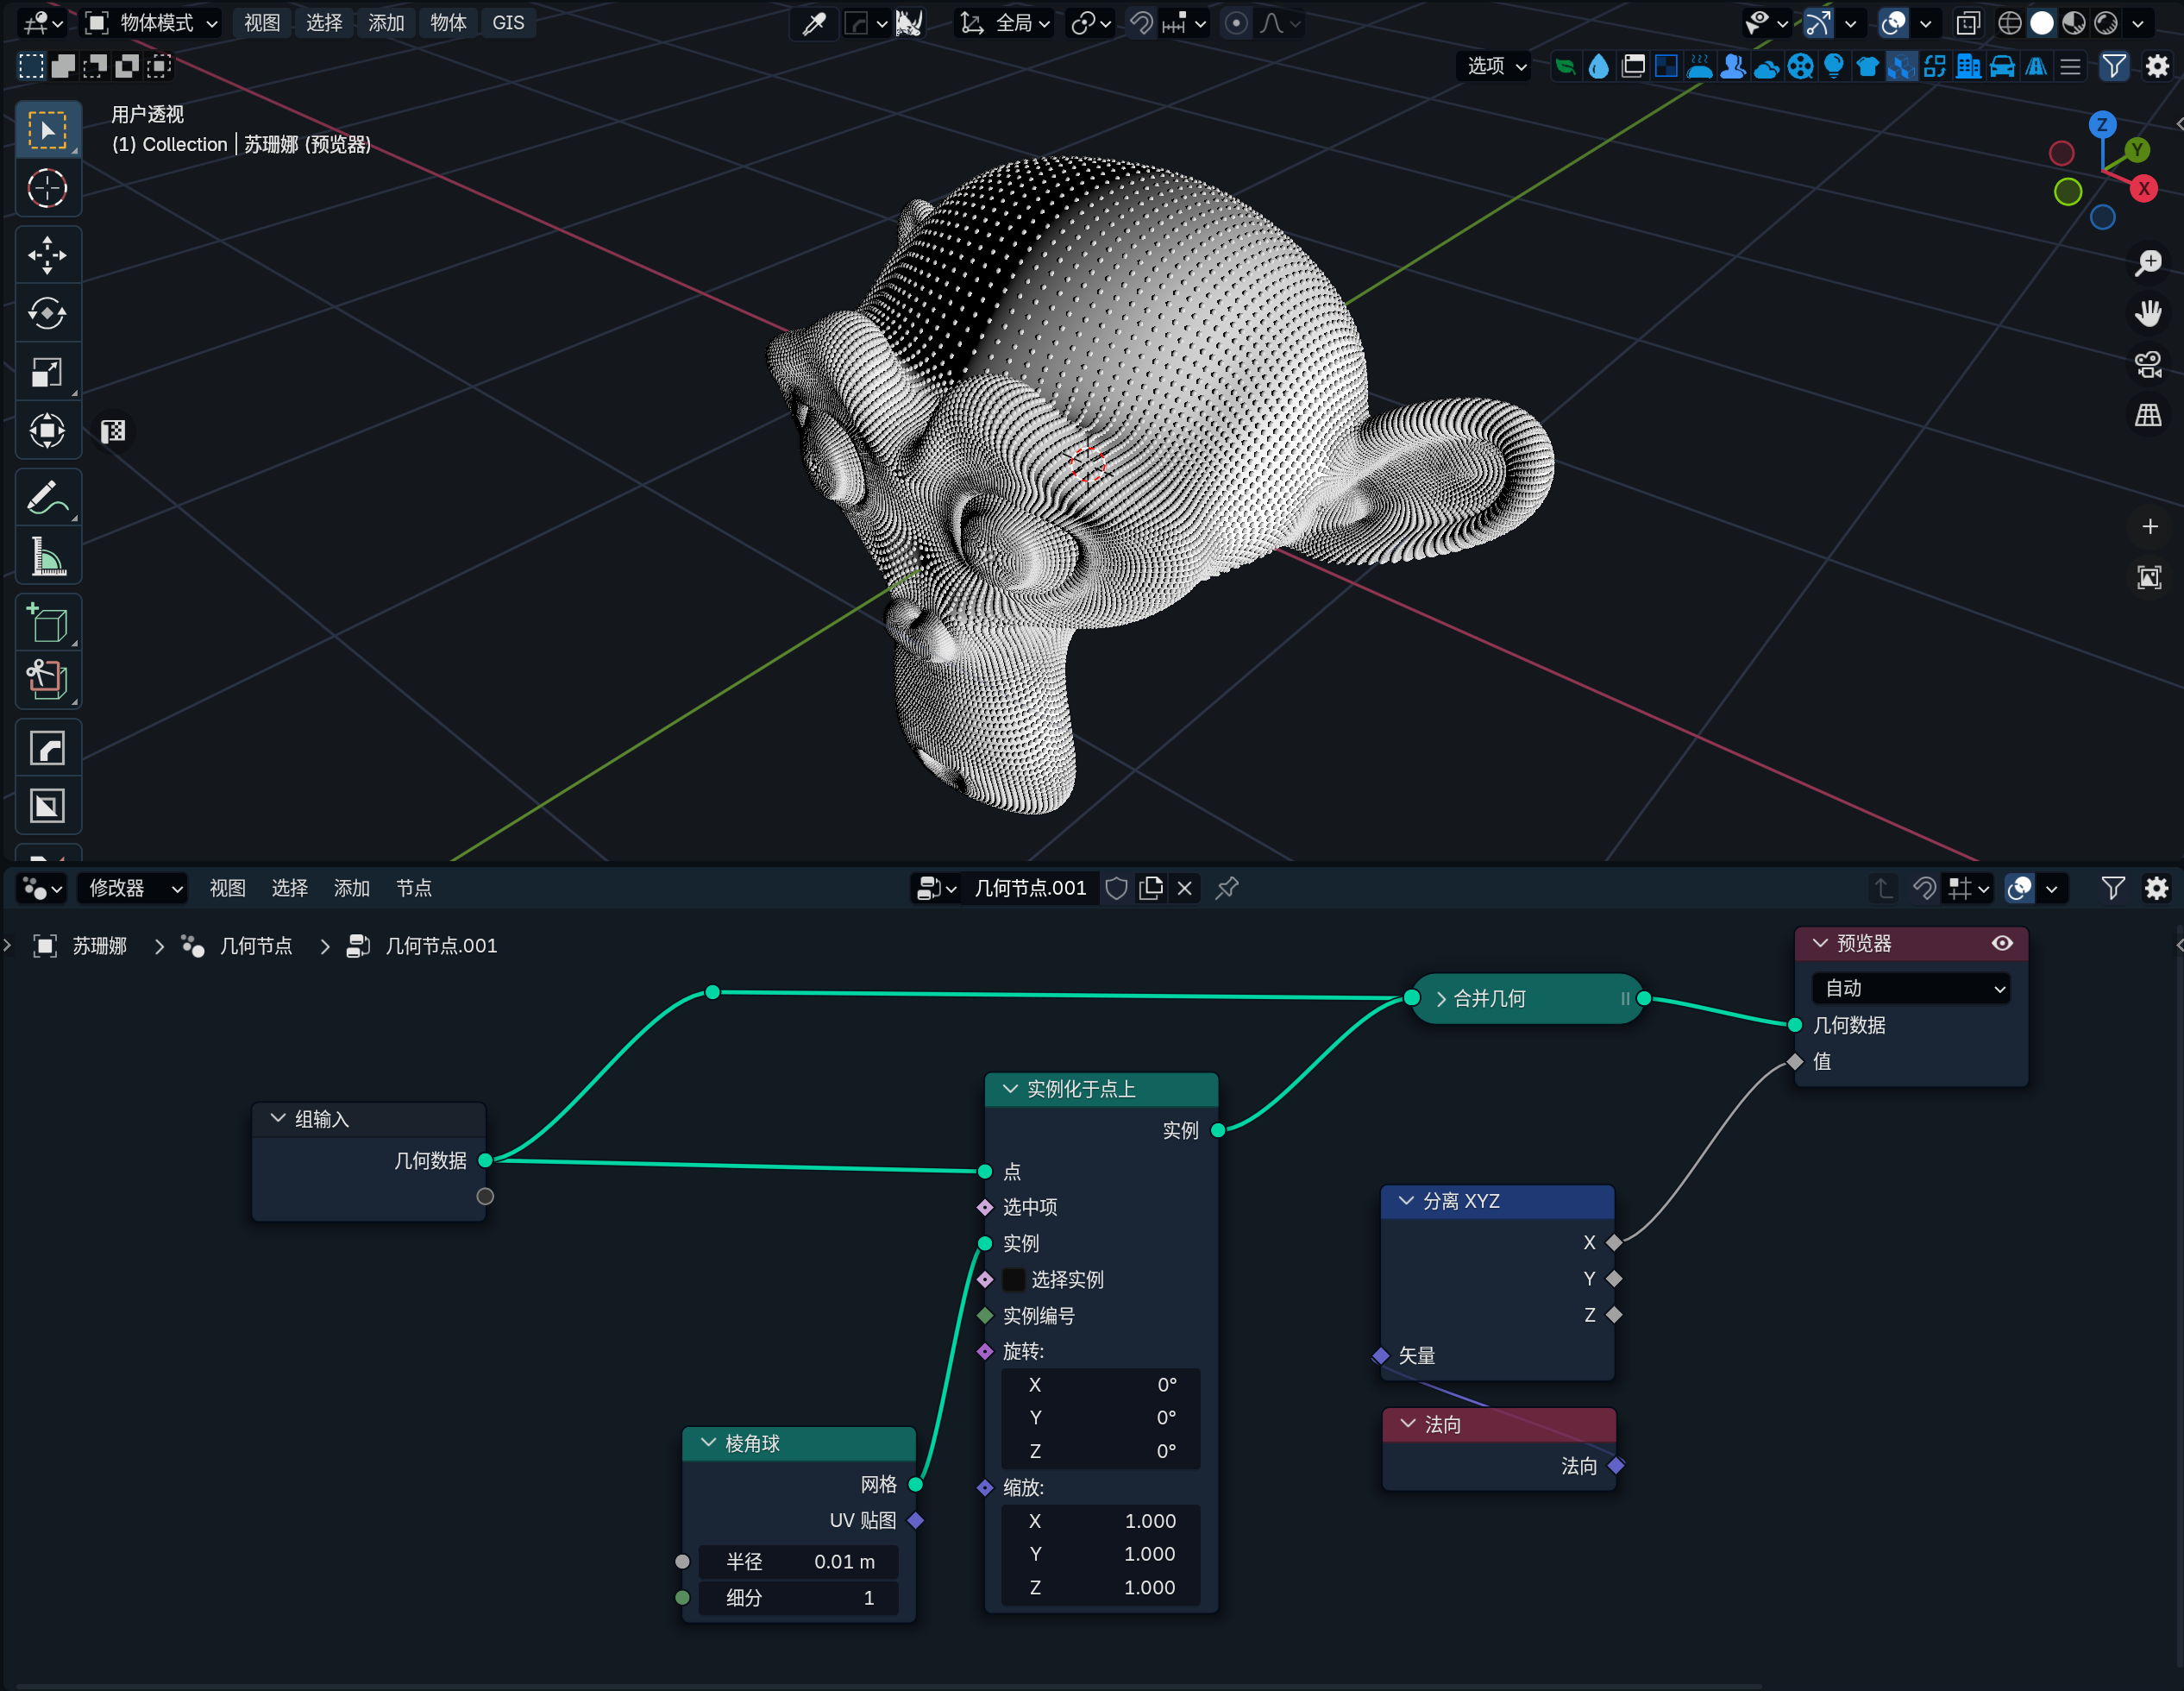 物体模式 视图 选择 添加 物体 GIS 全局
选项
用户透视
(1) Collection | 苏珊娜 (预览器)
Z
Y
X
修改器 视图 选择 添加 节点 几何节点.001
苏珊娜 > 几何节点 > 几何节点.001
预览器
自动
几何数据
值
合并几何
组输入
几何数据
实例化于点上
实例
点
选中项
实例
选择实例
实例编号
旋转:
X 0°
Y 0°
Z 0°
缩放:
X 1.000
Y 1.000
Z 1.000
分离 XYZ
X
Y
Z
矢量
法向
法向
棱角球
网格
UV 贴图
半径 0.01 m
细分 1